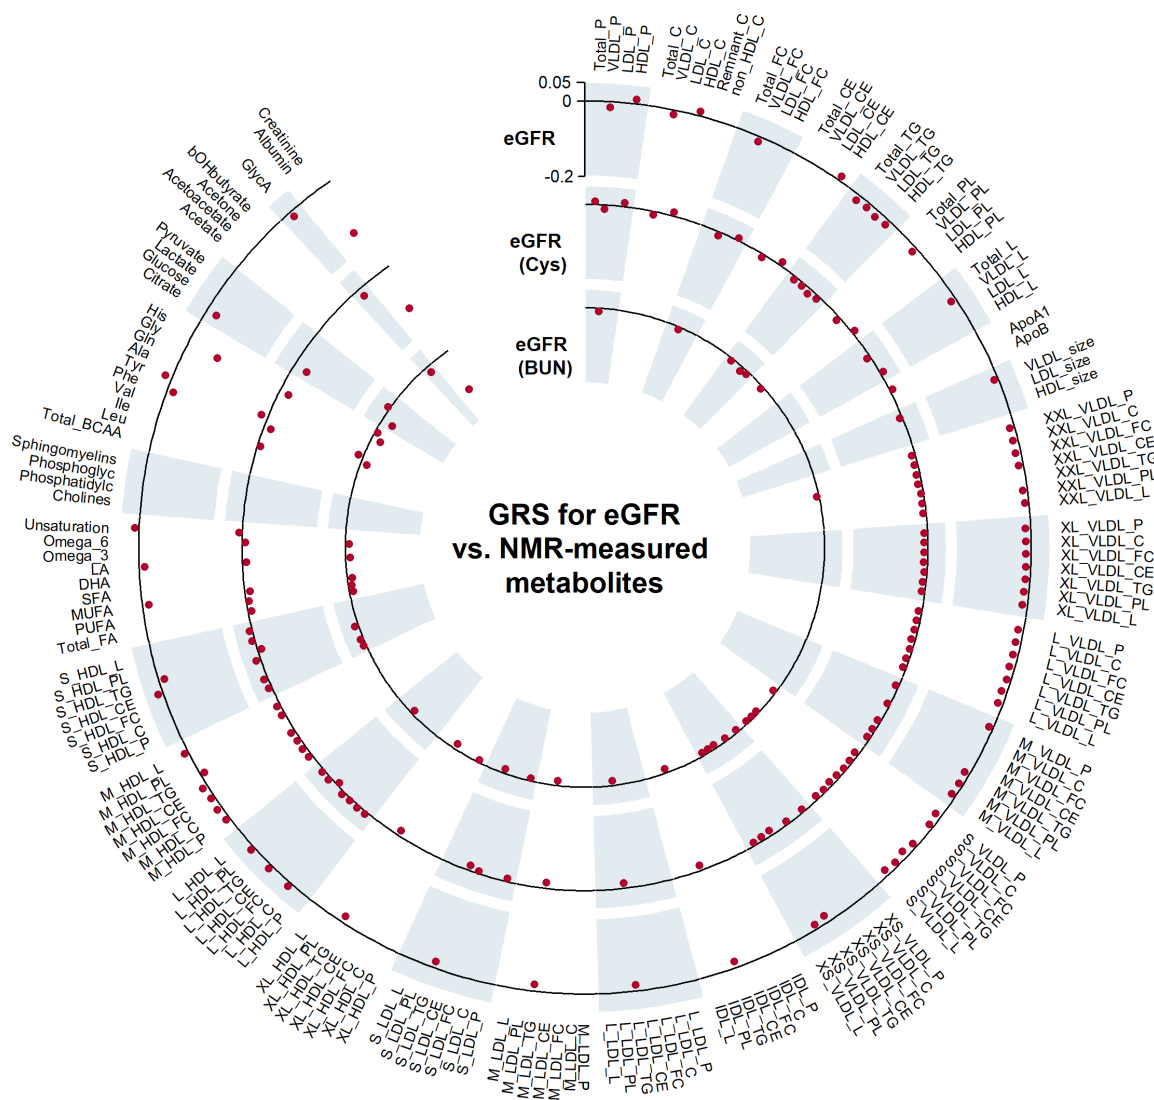 Total_P
VLDL_P
LDL_P
HDL_P
Total_C
VLDL_C
LDL_C
HDL_C
Remnant_C
non_HDL_C
Total_FC
VLDL_FC
LDL_FC
HDL_FC
Total_CE
VLDL_CE
LDL_CE
HDL_CE
Total_TG
VLDL_TG
LDL_TG
HDL_TG
Total_PL
VLDL_PL
LDL_PL
HDL_PL
Total_L
VLDL_L
LDL_L
HDL_L
ApoA1
ApoB
VLDL_size
LDL_size
HDL_size
XXL_VLDL_P
XXL_VLDL_C
XXL_VLDL_FC
XXL_VLDL_CE
XXL_VLDL_TG
XXL_VLDL_PL
XXL_VLDL_L
XL_VLDL_P
XL_VLDL_C
XL_VLDL_FC
XL_VLDL_CE
XL_VLDL_TG
XL_VLDL_PL
XL_VLDL_L
L_VLDL_P
L_VLDL_C
L_VLDL_FC
L_VLDL_CE
L_VLDL_TG
L_VLDL_PL
L_VLDL_L
M_VLDL_P
M_VLDL_C
M_VLDL_FC
M_VLDL_CE
M_VLDL_TG
M_VLDL_PL
M_VLDL_L
S_VLDL_P
S_VLDL_C
S_VLDL_FC
S_VLDL_CE
S_VLDL_TG
S_VLDL_PL
S_VLDL_L
XS_VLDL_P
XS_VLDL_C
XS_VLDL_FC
XS_VLDL_CE
XS_VLDL_TG
XS_VLDL_PL
XS_VLDL_L
IDL_P
IDL_C
IDL_FC
IDL_CE
IDL_TG
IDL_PL
IDL_L
L_LDL_P
L_LDL_C
L_LDL_FC
L_LDL_CE
L_LDL_TG
L_LDL_PL
L_LDL_L
M_LDL_P
M_LDL_C
M_LDL_FC
M_LDL_CE
M_LDL_TG
M_LDL_PL
M_LDL_L
S_LDL_P
S_LDL_C
S_LDL_FC
S_LDL_CE
S_LDL_TG
S_LDL_PL
S_LDL_L
XL_HDL_P
XL_HDL_C
XL_HDL_FC
XL_HDL_CE
XL_HDL_TG
XL_HDL_PL
XL_HDL_L
L_HDL_P
L_HDL_C
L_HDL_FC
L_HDL_CE
L_HDL_TG
L_HDL_PL
L_HDL_L
M_HDL_P
M_HDL_C
M_HDL_FC
M_HDL_CE
M_HDL_TG
M_HDL_PL
M_HDL_L
S_HDL_P
S_HDL_C
S_HDL_FC
S_HDL_CE
S_HDL_TG
S_HDL_PL
S_HDL_L
Total_FA
PUFA
MUFA
SFA
DHA
LA
Omega_3
Omega_6
Unsaturation
Cholines
Phosphatidylc
Phosphoglyc
Sphingomyelins
Total_BCAA
Leu
Ile
Val
Phe
Tyr
Ala
Gln
Gly
His
Citrate
Glucose
Lactate
Pyruvate
Acetate
Acetoacetate
Acetone
bOHbutyrate
GlycA
Albumin
Creatinine
0.05
0
-0.2
eGFR
eGFR
(Cys)
eGFR
(BUN)
GRS for eGFR
vs. NMR-measured
metabolites